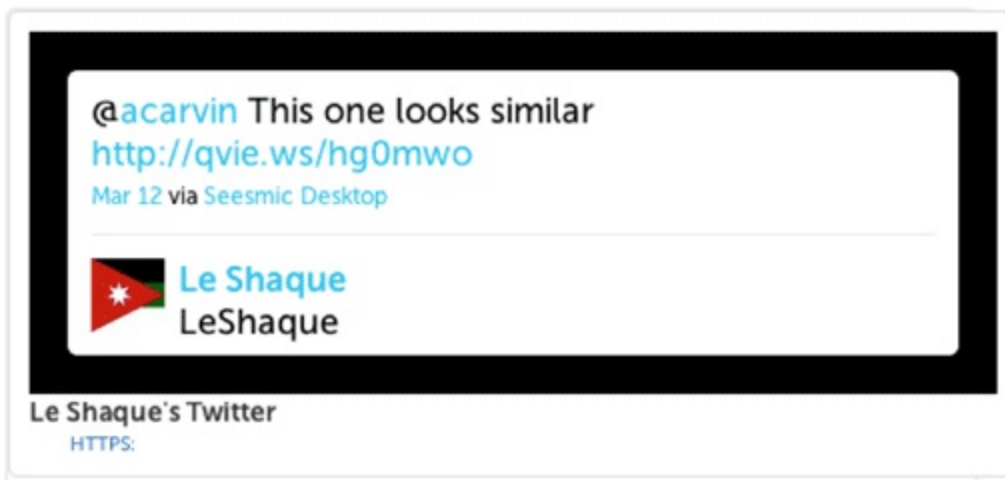 @acarvin This one looks similar
http://qvie.ws/hg0mwo
Mar 12 via Seesmic Desktop
Le Shaque
LeShaque
Le Shaque's Twitter
HTTPS: